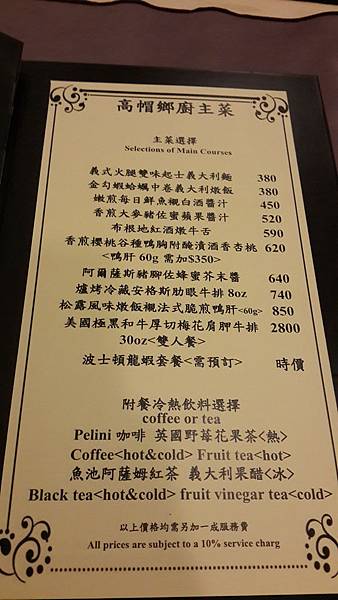 高帽鄉廚主菜
主菜選擇
Selections of Main Courses
義式火腿雙味起士義大利麵 380
金勾蝦蛤蠣中卷義大利燉飯 380
嫩煎每日鮮魚襯白酒醬汁 450
香煎大麥豬佐蜜蘋果醬汁 520
布根地紅酒燉牛舌 590
香煎櫻桃谷種鴨胸附醃漬酒香杏桃 620
<鴨肝 60g 需加$350>
阿爾薩斯豬腳佐蜂蜜芥末醬 640
爐烤冷藏安格斯肋眼牛排 8oz 740
松露風味燉飯襯法式脆煎鴨肝<60g> 850
美國極黑和牛厚切梅花肩胛牛排 2800
30oz<雙人餐>
波士頓龍蝦套餐<需預訂> 時價
附餐冷熱飲料選擇
coffee or tea
Pelini 咖啡 英國野莓花果茶<熱>
Coffee<hot&cold> Fruit tea<hot>
魚池阿薩姆紅茶 義大利果醋<冰>
Black tea<hot&cold> fruit vinegar tea<cold>
以上價格均需另加一成服務費
All prices are subject to a 10% service charg